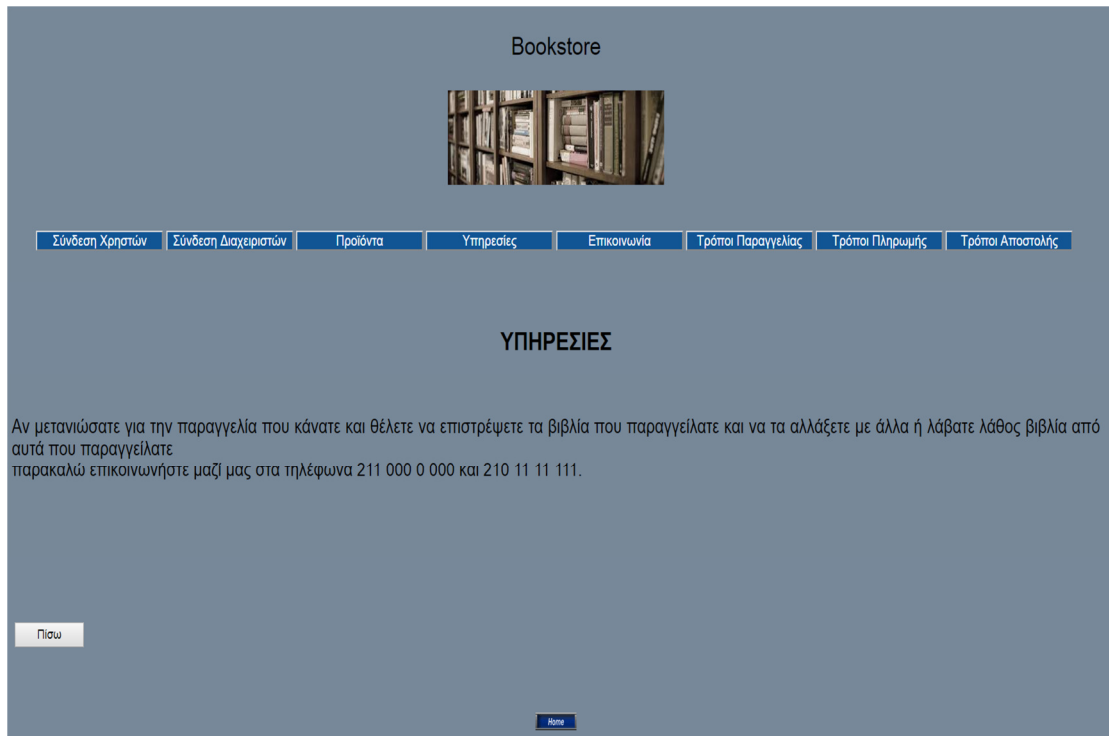 Bookstore
Σύνδεση Χρηστών Σύνδεση Διαχειριστών Προϊόντα Υπηρεσίες Επικοινωνία Τρόποι Παραγγελίας Τρόποι Πληρωμής Τρόποι Αποστολής
ΥΠΗΡΕΣΙΕΣ
Αν μετανιώσατε για την παραγγελία που κάνατε και θέλετε να επιστρέψετε τα βιβλία που παραγγείλατε και να τα αλλάξετε με άλλα ή λάβατε λάθος βιβλία από
αυτά που παραγγείλατε
παρακαλώ επικοινωνήστε μαζί μας στα τηλέφωνα 211 000 0 000 και 210 11 11 111.
Πίσω
Home